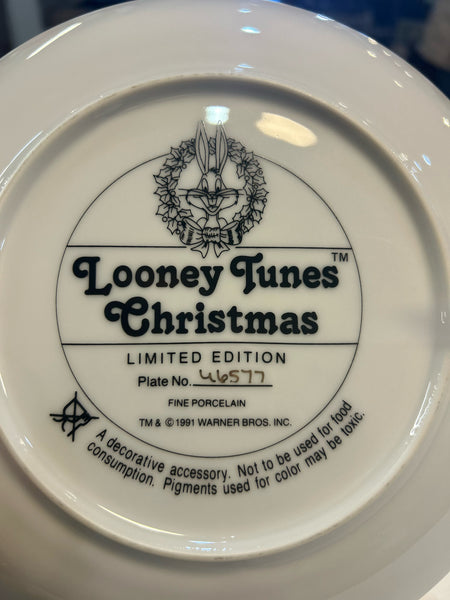 Looney Tunes™
Christmas
LIMITED EDITION
Plate No. 46577
FINE PORCELAIN
TM & © 1991 WARNER BROS. INC.
A decorative accessory. Not to be used for food
consumption. Pigments used for color may be toxic.